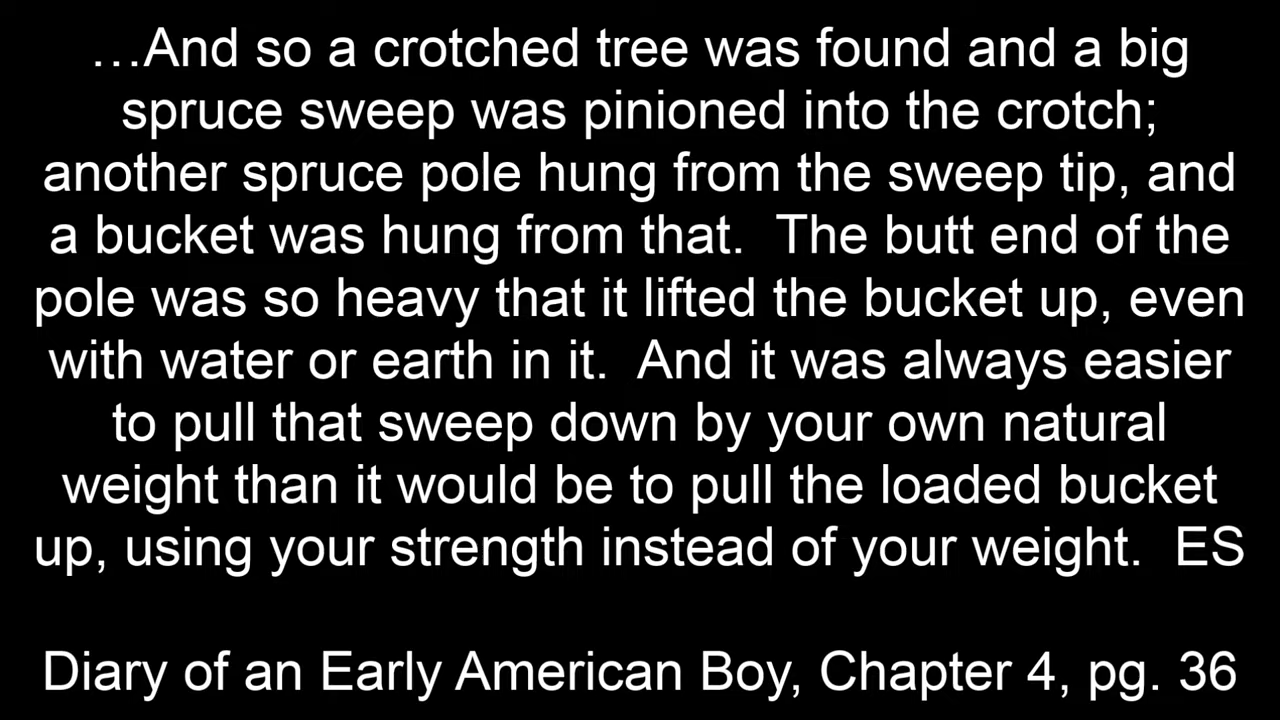 …And so a crotched tree was found and a big
spruce sweep was pinioned into the crotch;
another spruce pole hung from the sweep tip, and
a bucket was hung from that.  The butt end of the
pole was so heavy that it lifted the bucket up, even
with water or earth in it.  And it was always easier
to pull that sweep down by your own natural
weight than it would be to pull the loaded bucket
up, using your strength instead of your weight.  ES
Diary of an Early American Boy, Chapter 4, pg. 36